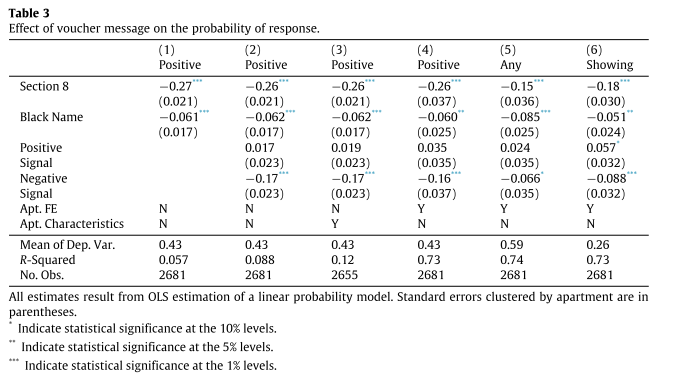 Table 3
Effect of voucher message on the probability of response.
(1) (2) (3) (4) (5) (6)
Positive Positive Positive Positive Any Showing
Section 8 −0.27*** −0.26*** −0.26*** −0.26*** −0.15*** −0.18***
(0.021) (0.021) (0.021) (0.037) (0.036) (0.030)
Black Name −0.061*** −0.062*** −0.062*** −0.060** −0.085*** −0.051**
(0.017) (0.017) (0.017) (0.025) (0.025) (0.024)
Positive 0.017 0.019 0.035 0.024 0.057*
Signal (0.023) (0.023) (0.035) (0.035) (0.032)
Negative −0.17*** −0.17*** −0.16*** −0.066* −0.088***
Signal (0.023) (0.023) (0.037) (0.035) (0.032)
Apt. FE N N N Y Y Y
Apt. Characteristics N N Y N N N
Mean of Dep. Var. 0.43 0.43 0.43 0.43 0.59 0.26
R-Squared 0.057 0.088 0.12 0.73 0.74 0.73
No. Obs. 2681 2681 2655 2681 2681 2681
All estimates result from OLS estimation of a linear probability model. Standard errors clustered by apartment are in
parentheses.
* Indicate statistical significance at the 10% levels.
** Indicate statistical significance at the 5% levels.
*** Indicate statistical significance at the 1% levels.